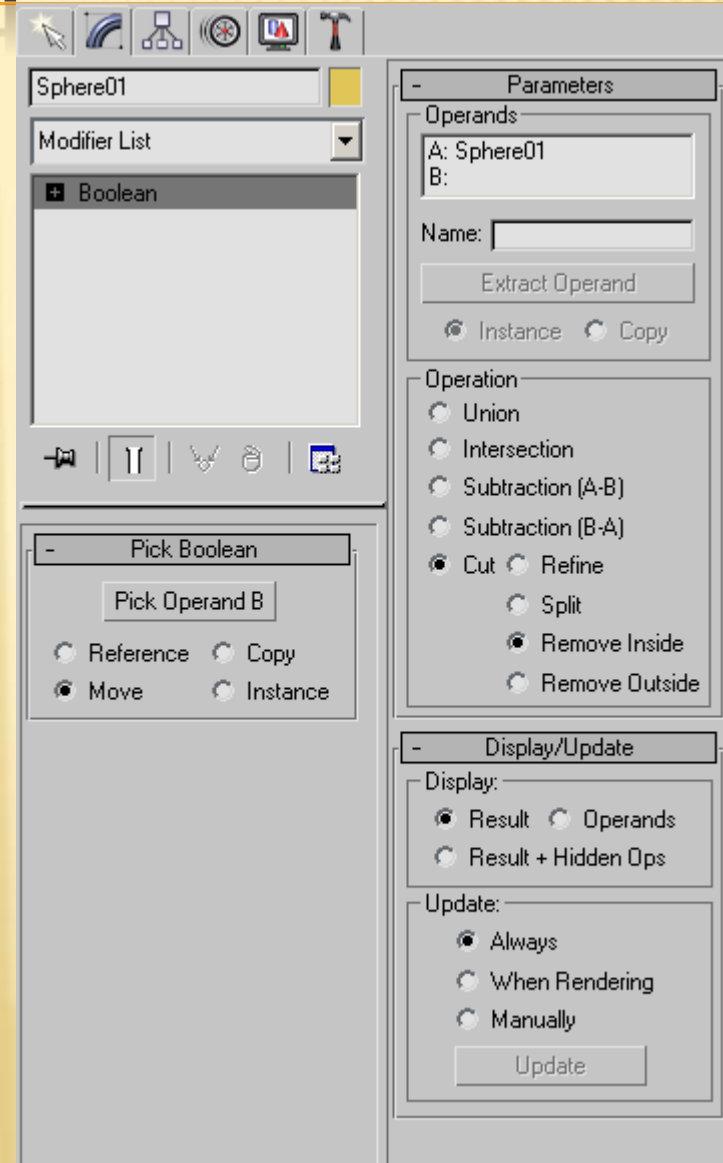 Sphere01
Modifier List
Boolean
- Pick Boolean
Pick Operand B
Reference Copy
Move Instance
- Parameters
Operands
A: Sphere01
B:
Name:
Extract Operand
Instance Copy
Operation
Union
Intersection
Subtraction (A-B)
Subtraction (B-A)
Cut Refine
Split
Remove Inside
Remove Outside
- Display/Update
Display:
Result Operands
Result + Hidden Ops
Update:
Always
When Rendering
Manually
Update